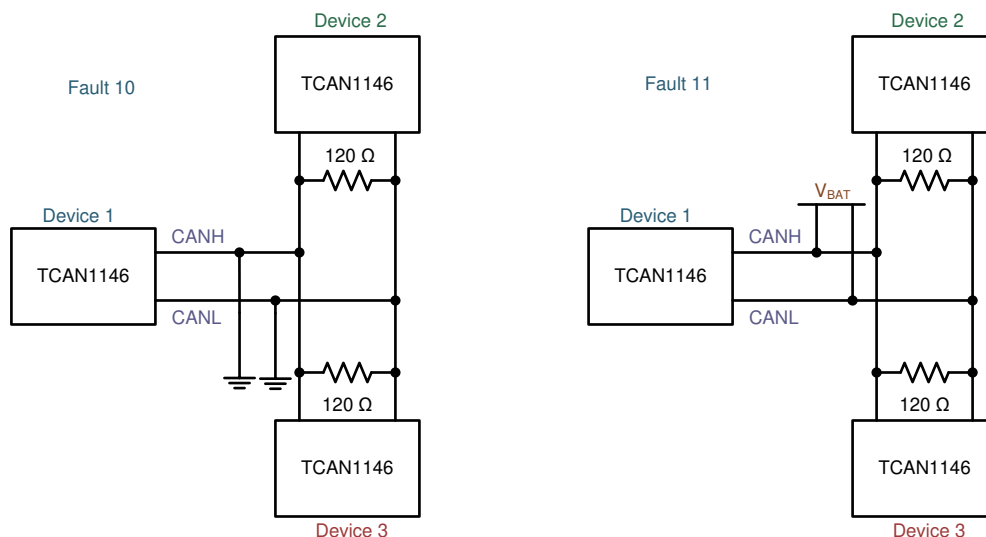 Device 2
TCAN1146
Fault 10
120 Ω
Device 1
CANH
TCAN1146
CANL
120 Ω
TCAN1146
Device 3
Device 2
TCAN1146
Fault 11
120 Ω
VBAT
Device 1
CANH
TCAN1146
CANL
120 Ω
TCAN1146
Device 3